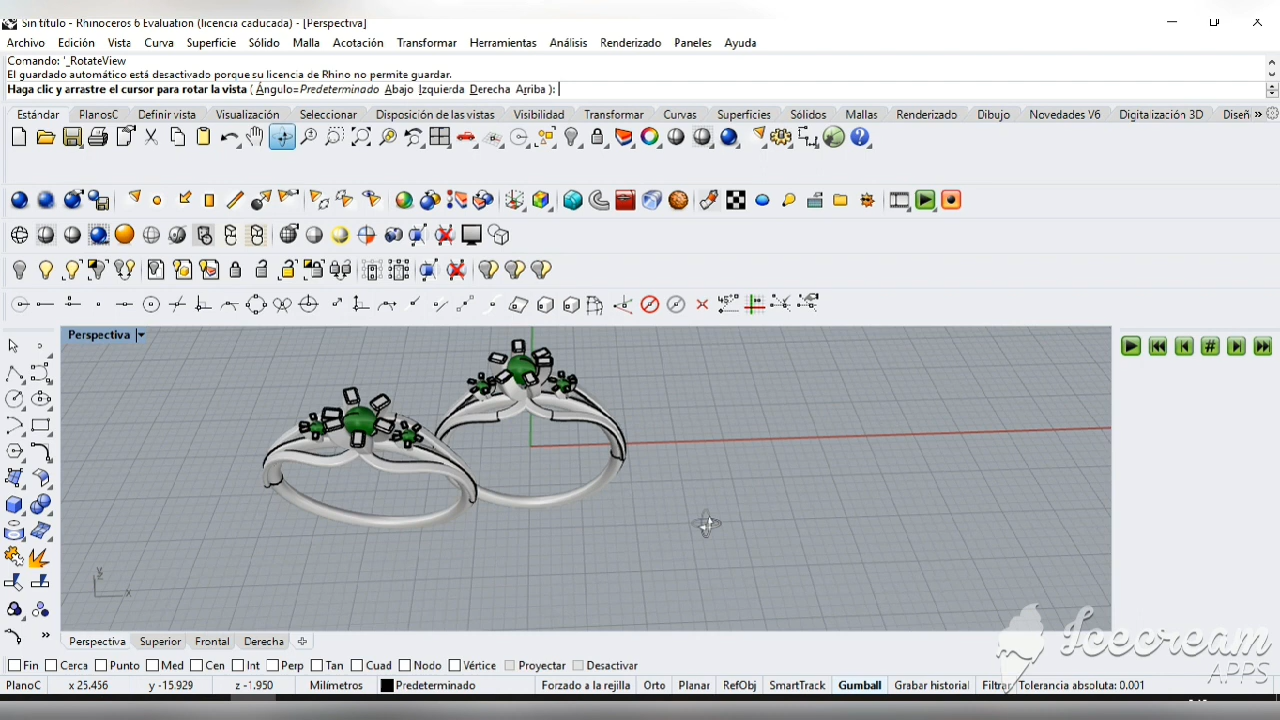 Sin título - Rhinoceros 6 Evaluation (licencia caducada) - [Perspectiva]
Archivo Edición Vista Curva Superficie Sólido Malla Acotación Transformar Herramientas Análisis Renderizado Paneles Ayuda
Comando: '_RotateView
El guardado automático está desactivado porque su licencia de Rhino no permite guardar.
Haga clic y arrastre el cursor para rotar la vista ( Ángulo=Predeterminado Abajo Izquierda Derecha Arriba ):
Estándar PlanosC Definir vista Visualización Seleccionar Disposición de las vistas Visibilidad Transformar Curvas Superficies Sólidos Mallas Renderizado Dibujo Novedades V6 Digitalización 3D Diseñ »
45°
Perspectiva
z
x
Perspectiva Superior Frontal Derecha
Fin Cerca Punto Med Cen Int Perp Tan Cuad Nodo Vértice Proyectar Desactivar
Icecream
APPS
PlanoC x 25.456 y -15.929 z -1.950 Milímetros Predeterminado Forzado a la rejilla Orto Planar RefObj SmartTrack Gumball Grabar historial Filtrar Tolerancia absoluta: 0.001